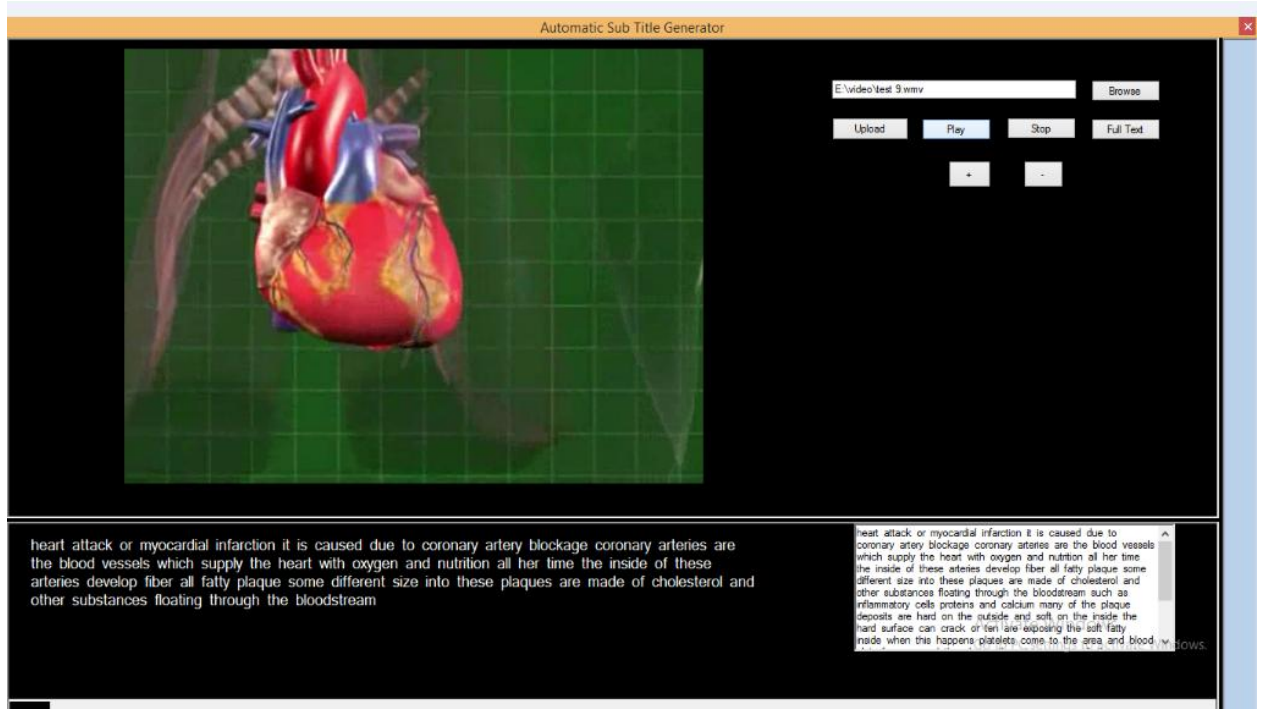 Automatic Sub Title Generator
E:\video\test 9.wmv
Browse
Upload Play Stop Full Text
+ -
heart attack or myocardial infarction it is caused due to coronary artery blockage coronary arteries are
the blood vessels which supply the heart with oxygen and nutrition all her time the inside of these
arteries develop fiber all fatty plaque some different size into these plaques are made of cholesterol and
other substances floating through the bloodstream
heart attack or myocardial infarction it is caused due to
coronary artery blockage coronary arteries are the blood vessels
which supply the heart with oxygen and nutrition all her time
the inside of these arteries develop fiber all fatty plaque some
different size into these plaques are made of cholesterol and
other substances floating through the bloodstream such as
inflammatory cells proteins and calcium many of the plaque
deposits are hard on the outside and soft on the inside the
hard surface can crack or ten are exposing the soft fatty
inside when this happens platelets come to the area and blood